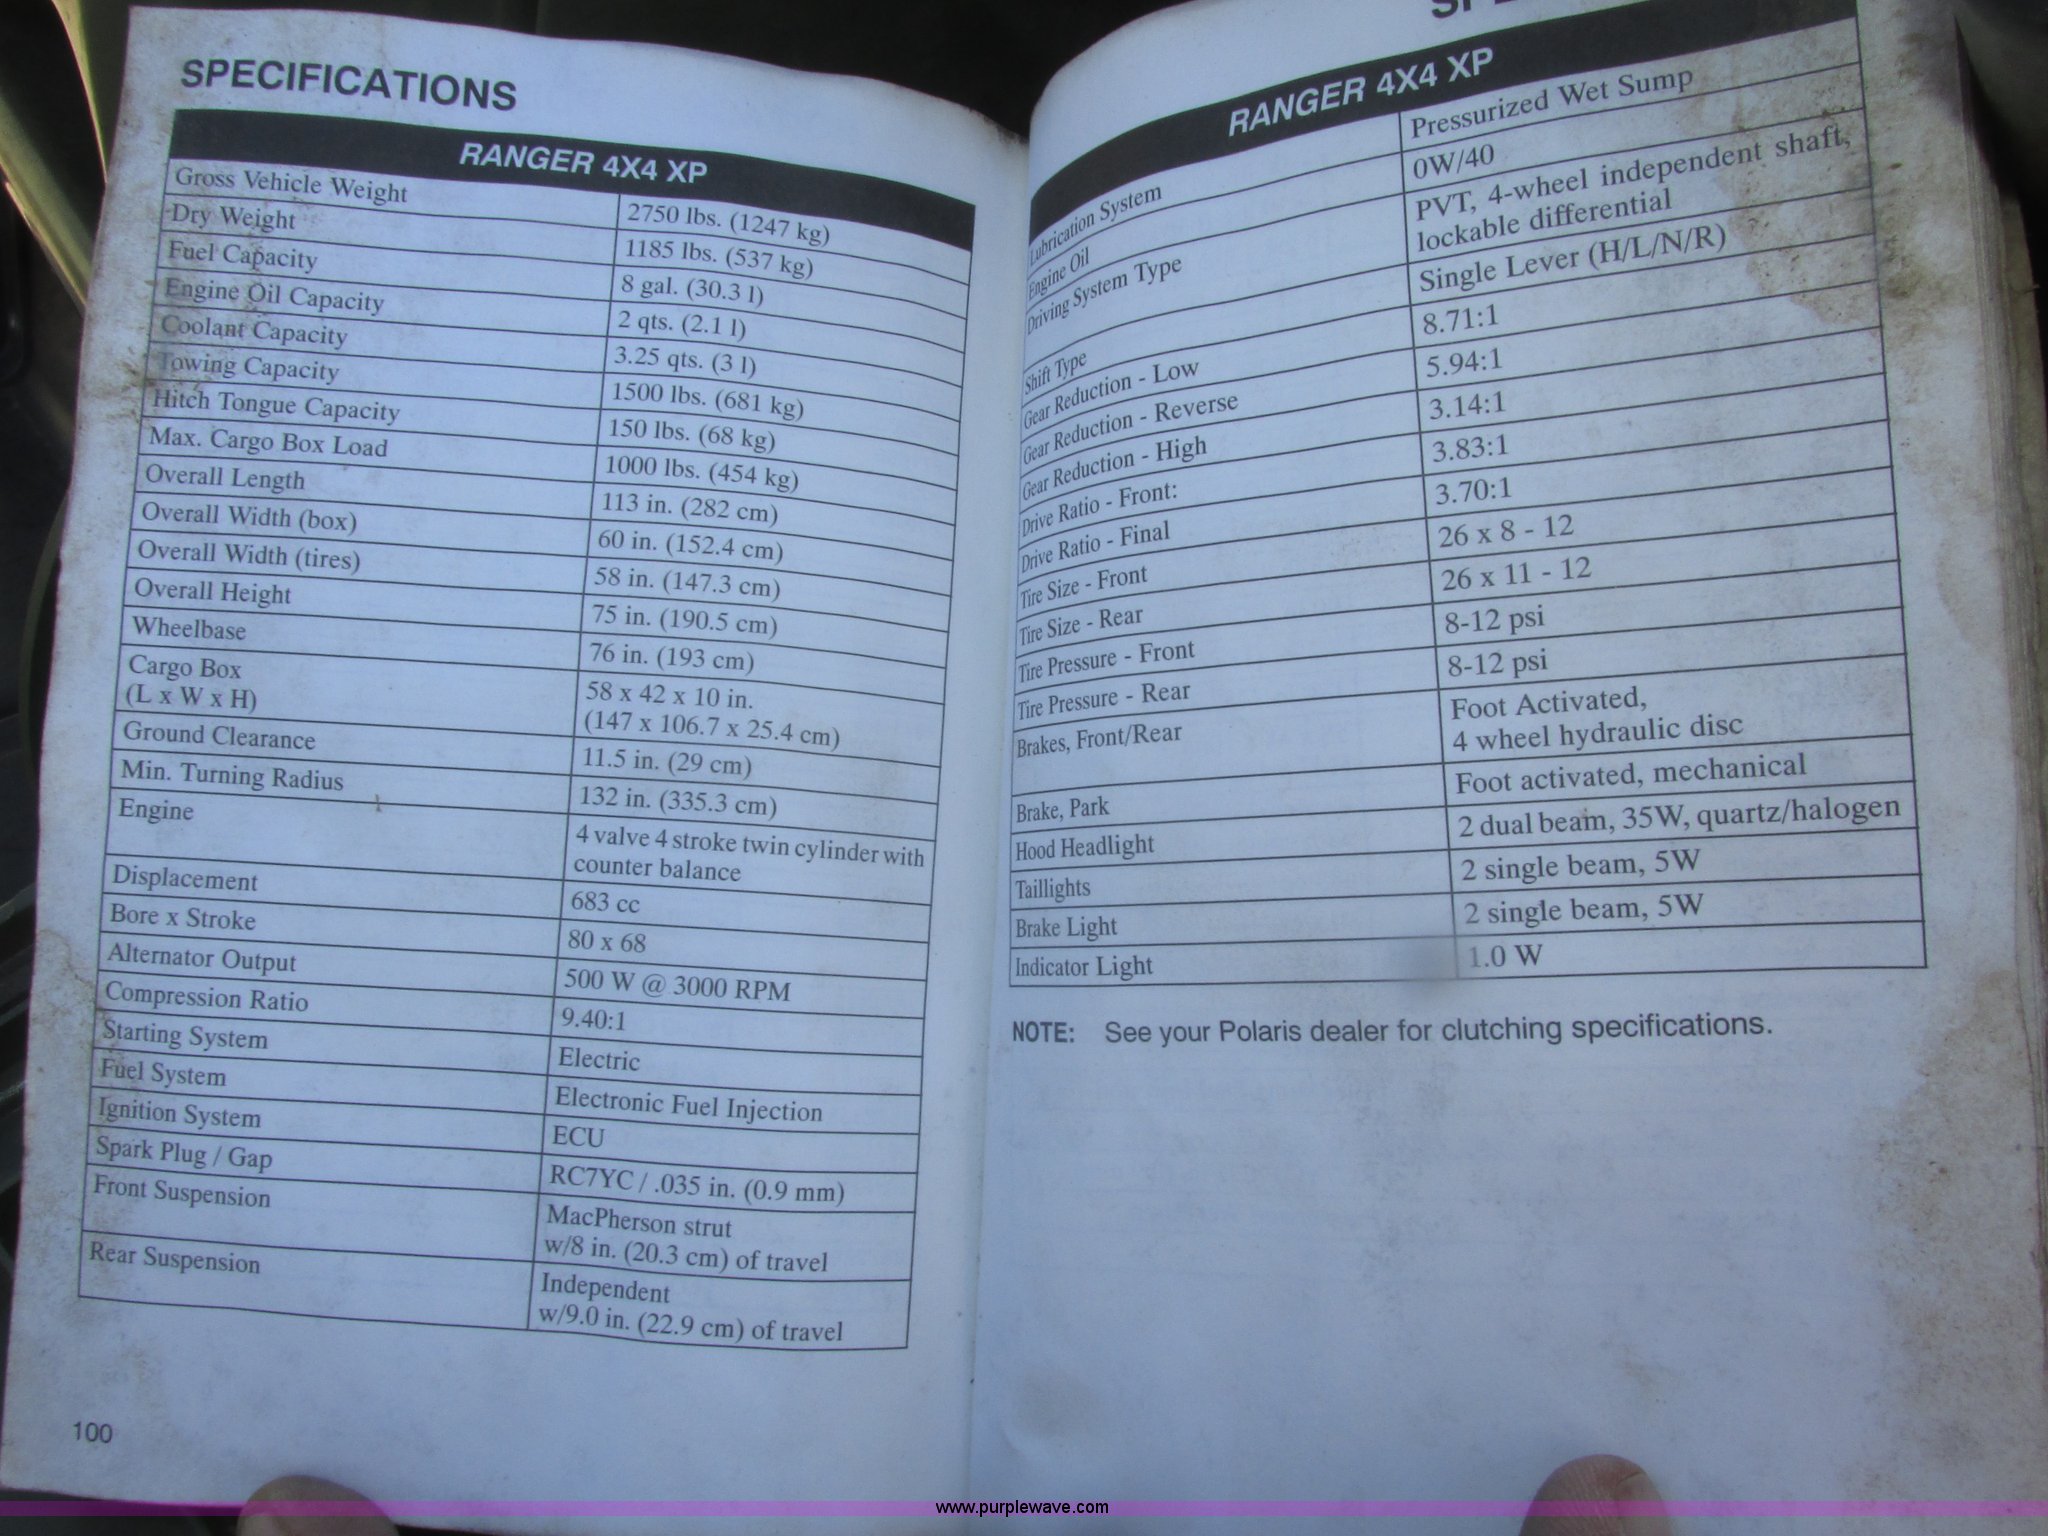 SPECIFICATIONS
RANGER 4X4 XP
Gross Vehicle Weight 2750 lbs. (1247 kg)
Dry Weight 1185 lbs. (537 kg)
Fuel Capacity 8 gal. (30.3 l)
Engine Oil Capacity 2 qts. (2.1 l)
Coolant Capacity 3.25 qts. (3 l)
Towing Capacity 1500 lbs. (681 kg)
Hitch Tongue Capacity 150 lbs. (68 kg)
Max. Cargo Box Load 1000 lbs. (454 kg)
Overall Length 113 in. (282 cm)
Overall Width (box) 60 in. (152.4 cm)
Overall Width (tires) 58 in. (147.3 cm)
Overall Height 75 in. (190.5 cm)
Wheelbase 76 in. (193 cm)
Cargo Box 58 x 42 x 10 in.
(L x W x H) (147 x 106.7 x 25.4 cm)
Ground Clearance 11.5 in. (29 cm)
Min. Turning Radius 132 in. (335.3 cm)
Engine 4 valve 4 stroke twin cylinder with
counter balance
Displacement 683 cc
Bore x Stroke 80 x 68
Alternator Output 500 W @ 3000 RPM
Compression Ratio 9.40:1
Starting System Electric
Fuel System Electronic Fuel Injection
Ignition System ECU
Spark Plug / Gap RC7YC / .035 in. (0.9 mm)
Front Suspension MacPherson strut
w/8 in. (20.3 cm) of travel
Rear Suspension Independent
w/9.0 in. (22.9 cm) of travel
100
RANGER 4X4 XP
Lubrication System Pressurized Wet Sump
Engine Oil 0W/40
Driving System Type PVT, 4-wheel independent shaft,
lockable differential
Shift Type Single Lever (H/L/N/R)
Gear Reduction - Low 8.71:1
Gear Reduction - Reverse 5.94:1
Gear Reduction - High 3.14:1
Drive Ratio - Front: 3.83:1
Drive Ratio - Final 3.70:1
Tire Size - Front 26 x 8 - 12
Tire Size - Rear 26 x 11 - 12
Tire Pressure - Front 8-12 psi
Tire Pressure - Rear 8-12 psi
Brakes, Front/Rear Foot Activated,
4 wheel hydraulic disc
Brake, Park Foot activated, mechanical
Hood Headlight 2 dual beam, 35W, quartz/halogen
Taillights 2 single beam, 5W
Brake Light 2 single beam, 5W
Indicator Light 1.0 W
NOTE: See your Polaris dealer for clutching specifications.
www.purplewave.com